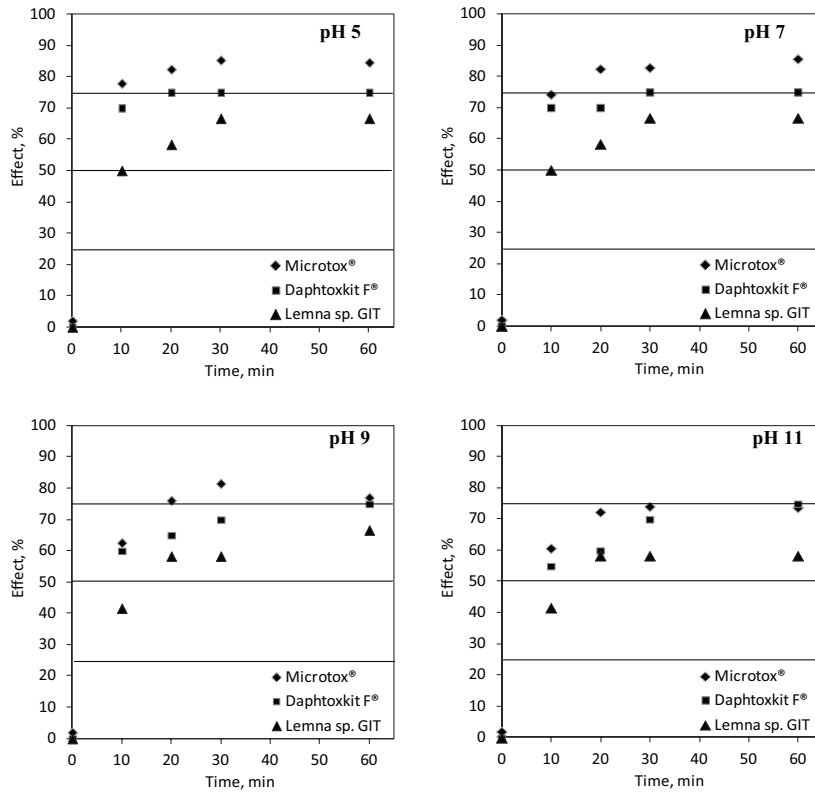 pH 5
100
90
80
70
60
50
40
30
20
10
0
Effect, %
Microtox®
Daphtoxkit F®
Lemna sp. GIT
0 10 20 30 40 50 60
Time, min
pH 7
100
90
80
70
60
50
40
30
20
10
0
Effect, %
Microtox®
Daphtoxkit F®
Lemna sp. GIT
0 10 20 30 40 50 60
Time, min
pH 9
100
90
80
70
60
50
40
30
20
10
0
Effect, %
Microtox®
Daphtoxkit F®
Lemna sp. GIT
0 10 20 30 40 50 60
Time, min
pH 11
100
90
80
70
60
50
40
30
20
10
0
Effect, %
Microtox®
Daphtoxkit F®
Lemna sp. GIT
0 10 20 30 40 50 60
Time, min